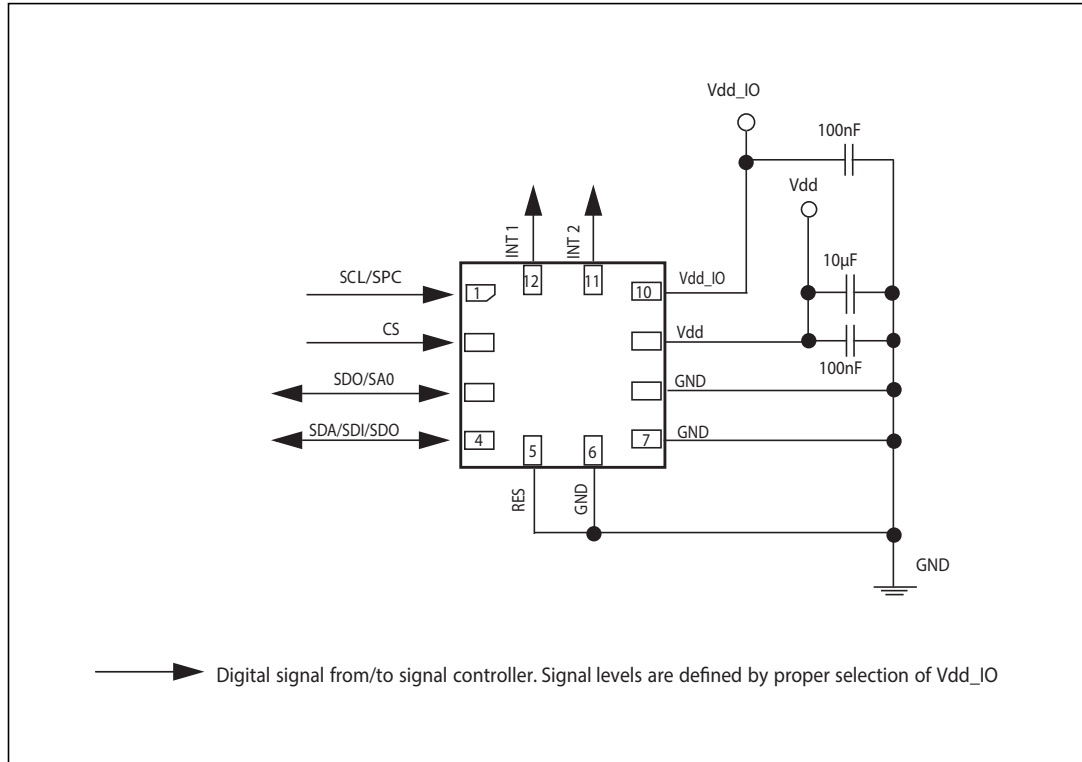 Vdd_IO
100nF
Vdd
INT 1
INT 2
10µF
12
11
SCL/SPC
1
10
Vdd_IO
CS
Vdd
100nF
SDO/SA0
GND
SDA/SDI/SDO
4
5
6
7
GND
RES
GND
GND
Digital signal from/to signal controller. Signal levels are defined by proper selection of Vdd_IO